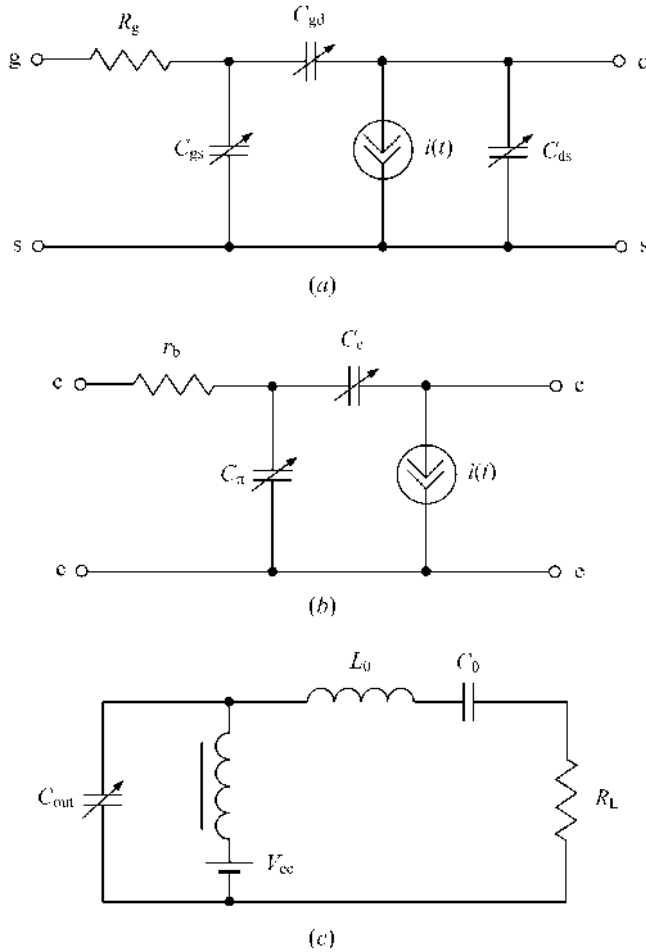 C_gd
R_g
g
d
C_gs
i(t)
C_ds
s
s
(a)
C_c
r_b
c
C_π
i(t)
e
e
(b)
L_0
C_0
C_out
R_L
V_cc
(c)